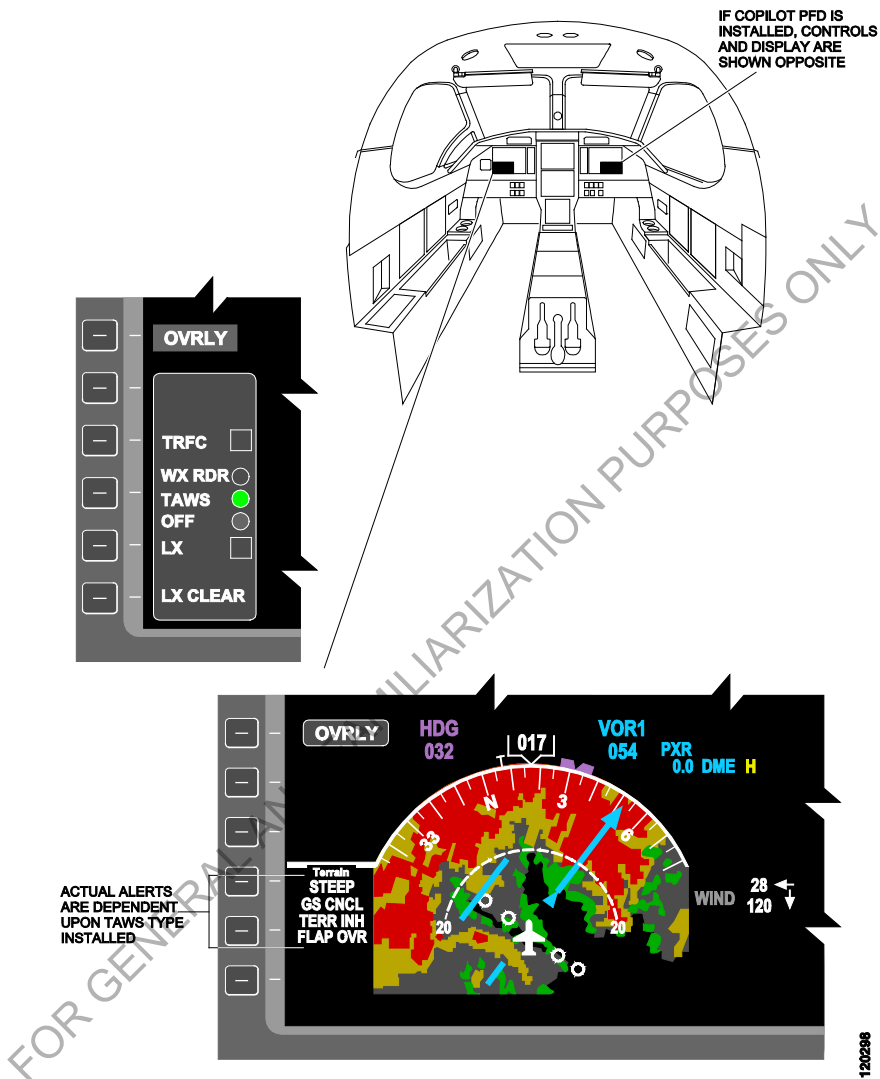 IF COPILOT PFD IS
INSTALLED, CONTROLS
AND DISPLAY ARE
SHOWN OPPOSITE
OVRLY
TRFC
WX RDR
TAWS
OFF
LX
LX CLEAR
OVRLY
HDG
032
017
VOR1
054
PXR
0.0 DME H
33
N
3
6
20
20
Terrain
STEEP
GS CNCL
TERR INH
FLAP OVR
WIND
28
120
ACTUAL ALERTS
ARE DEPENDENT
UPON TAWS TYPE
INSTALLED
120298
FOR GENERAL AND FAMILIARIZATION PURPOSES ONLY